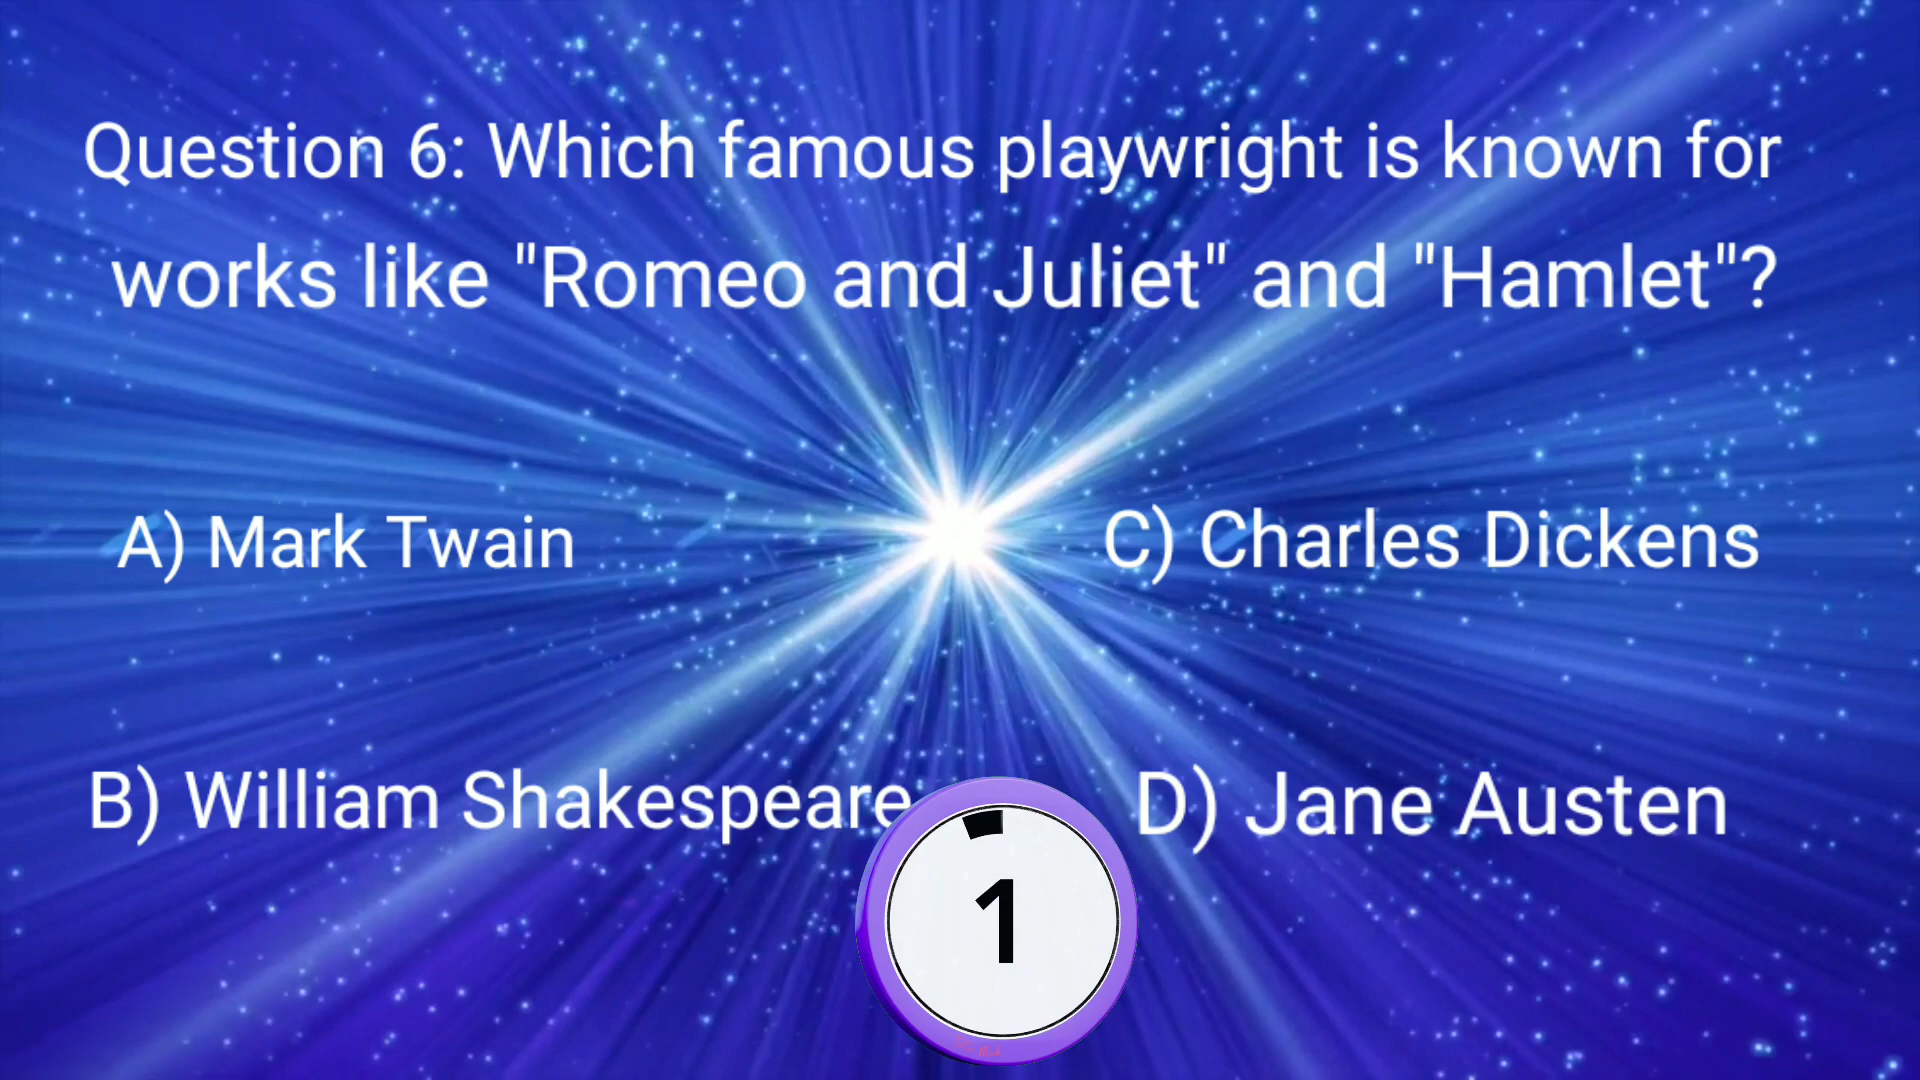 Question 6: Which famous playwright is known for
works like "Romeo and Juliet" and "Hamlet"?
A) Mark Twain
C) Charles Dickens
B) William Shakespeare
D) Jane Austen
1